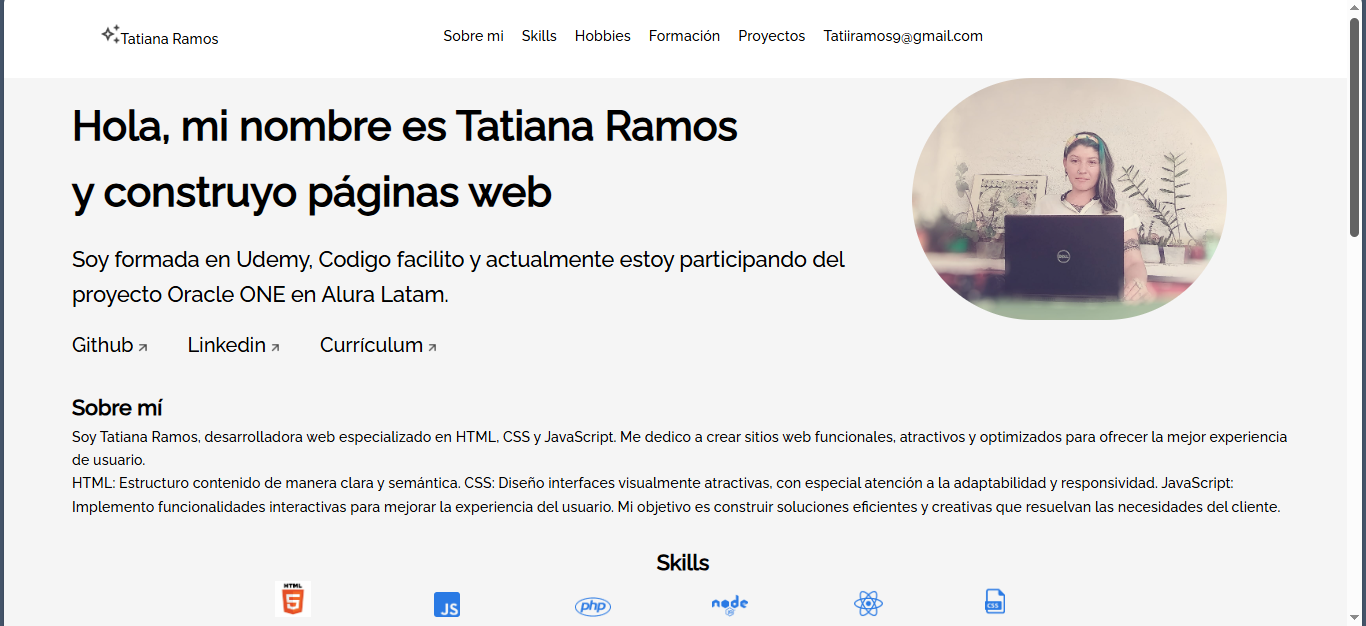 Tatiana Ramos
Sobre mi Skills Hobbies Formación Proyectos Tatiiramos9@gmail.com
Hola, mi nombre es Tatiana Ramos
y construyo páginas web
Soy formada en Udemy, Codigo facilito y actualmente estoy participando del
proyecto Oracle ONE en Alura Latam.
Github Linkedin Currículum
Sobre mí
Soy Tatiana Ramos, desarrolladora web especializado en HTML, CSS y JavaScript. Me dedico a crear sitios web funcionales, atractivos y optimizados para ofrecer la mejor experiencia
de usuario.
HTML: Estructuro contenido de manera clara y semántica. CSS: Diseño interfaces visualmente atractivas, con especial atención a la adaptabilidad y responsividad. JavaScript:
Implemento funcionalidades interactivas para mejorar la experiencia del usuario. Mi objetivo es construir soluciones eficientes y creativas que resuelvan las necesidades del cliente.
Skills
HTML 5 JS php node JS CSS
DELL